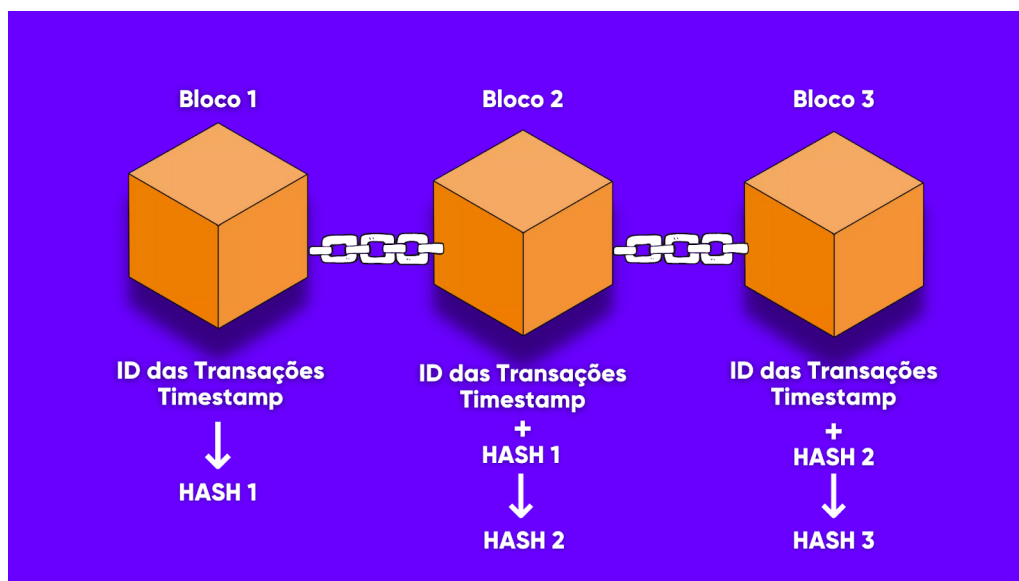 Bloco 1
ID das Transações
Timestamp
HASH 1
Bloco 2
ID das Transações
Timestamp
+
HASH 1
HASH 2
Bloco 3
ID das Transações
Timestamp
+
HASH 2
HASH 3